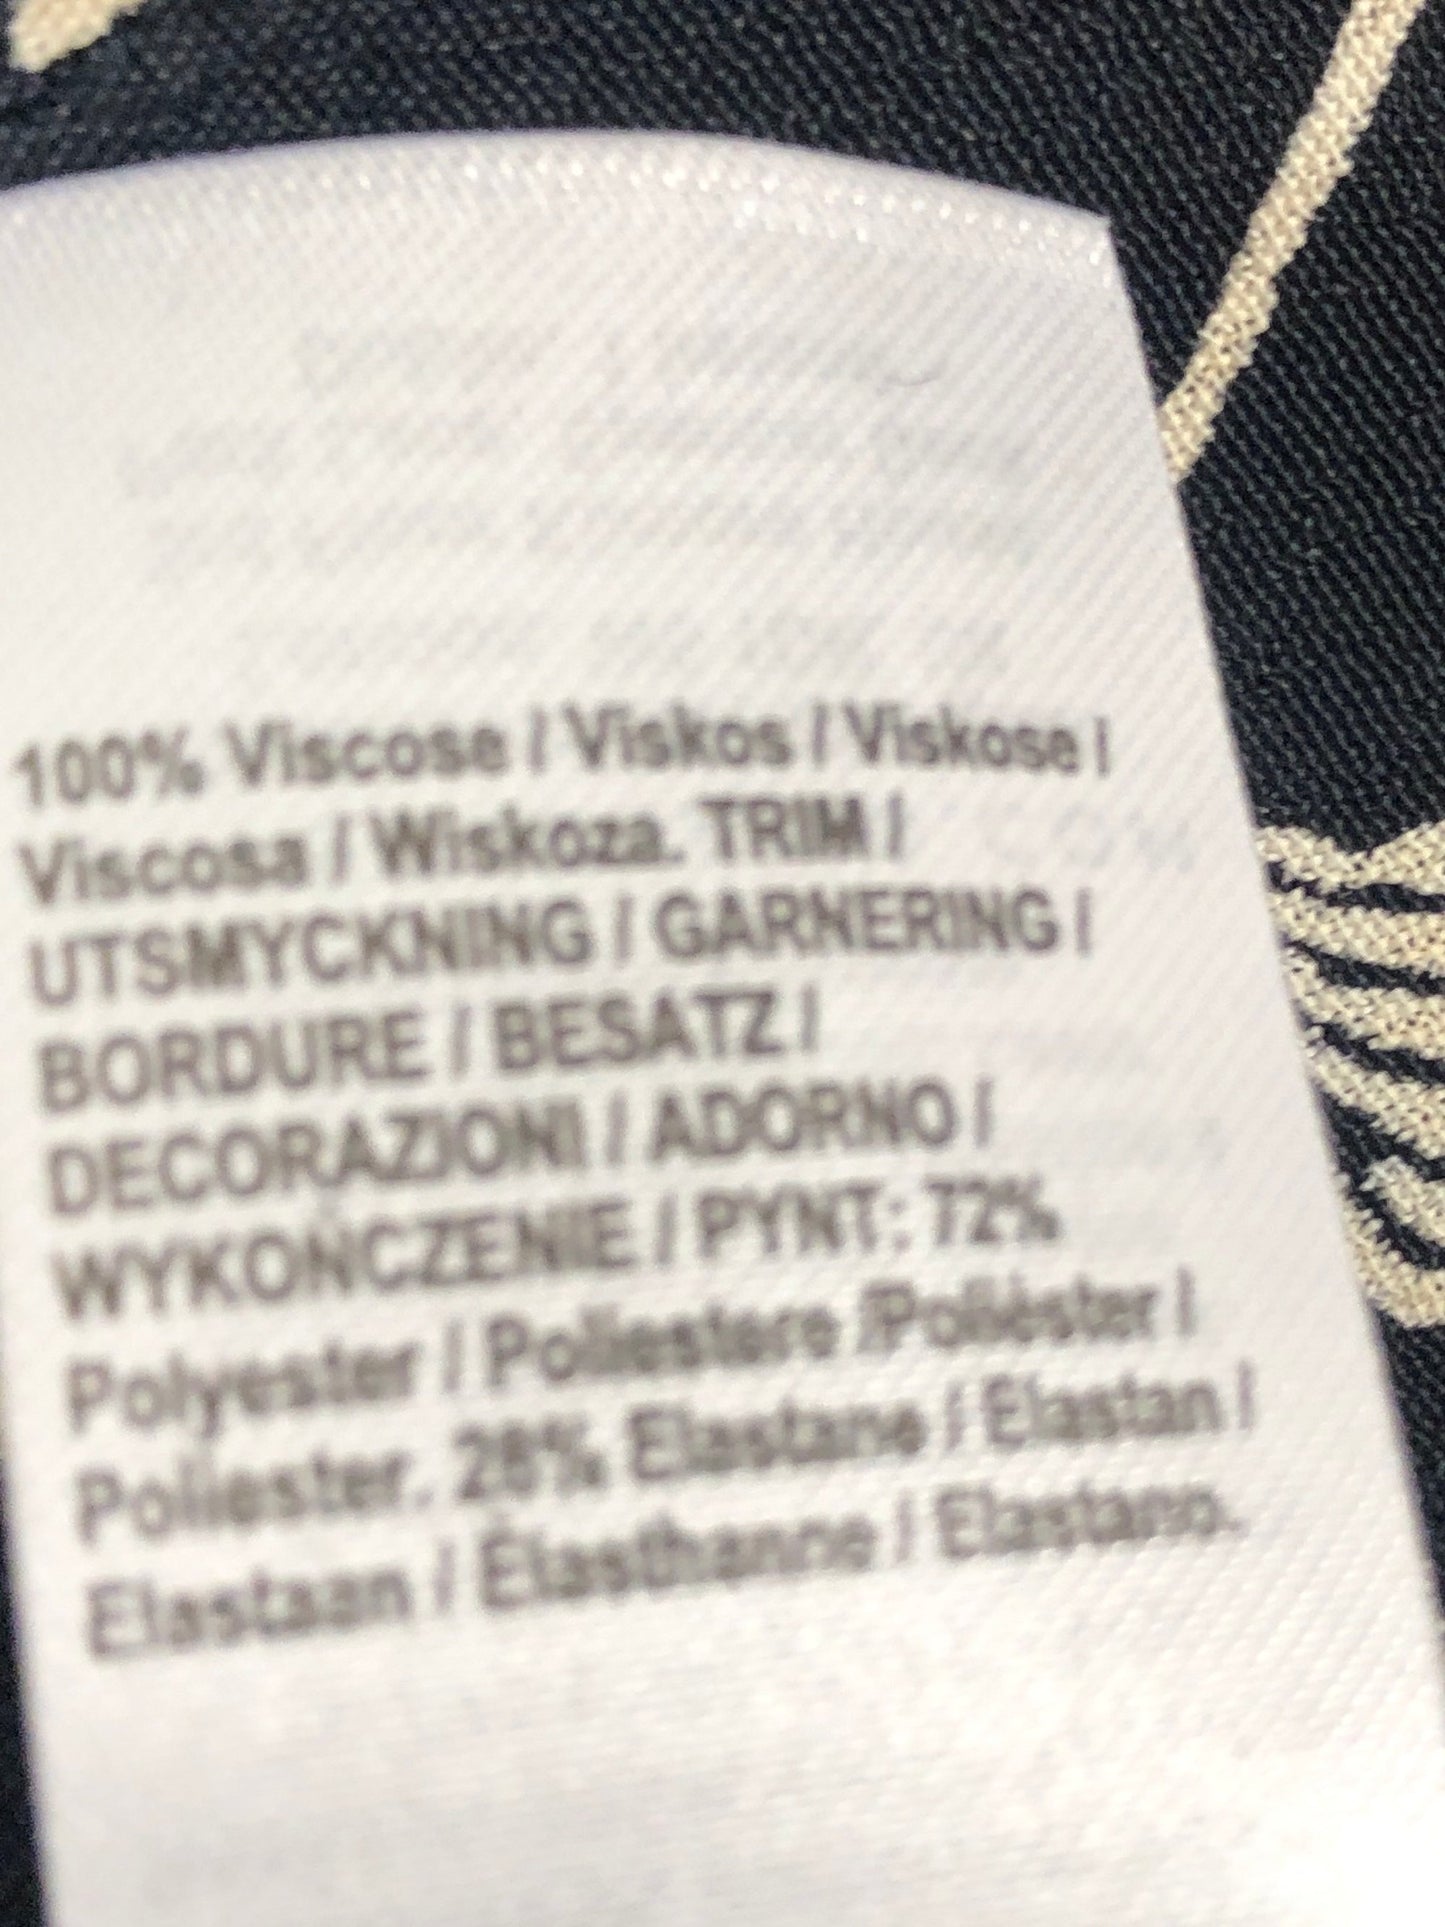 100% Viscose / Viskos / Viskose /
Viscosa / Wiskoza. TRIM /
UTSMYCKNING / GARNERING /
BORDURE / BESATZ /
DECORAZIONI / ADORNO /
WYKOŃCZENIE / PYNT: 72%
Polyester / Poliestere /Poliéster /
Poliester. 28% Elastane / Elastan /
Elastaan / Élasthanne / Elastano.